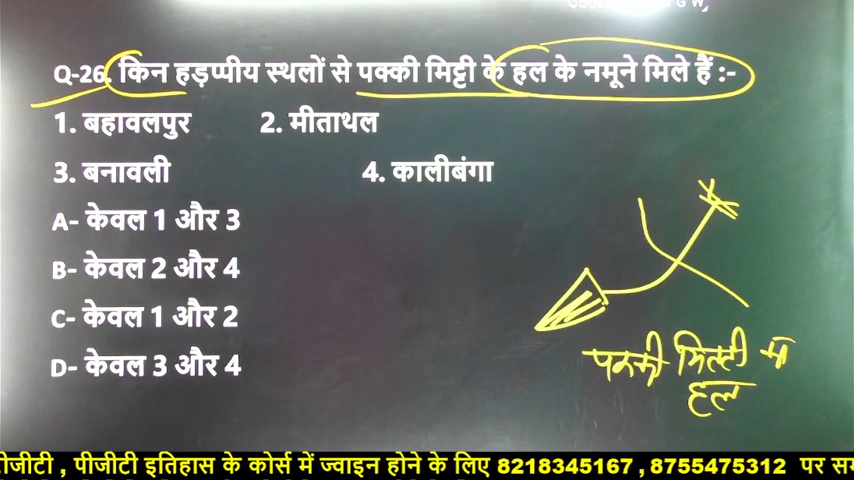 Q-26. किन हड़प्पीय स्थलों से पक्की मिट्टी के हल के नमूने मिले हैं :-
1. बहावलपुर 2. मीताथल
3. बनावली 4. कालीबंगा
A- केवल 1 और 3
B- केवल 2 और 4
C- केवल 1 और 2
D- केवल 3 और 4
पक्की मिट्टी
हल
टीजीटी , पीजीटी इतिहास के कोर्स में ज्वाइन होने के लिए 8218345167 , 8755475312 पर